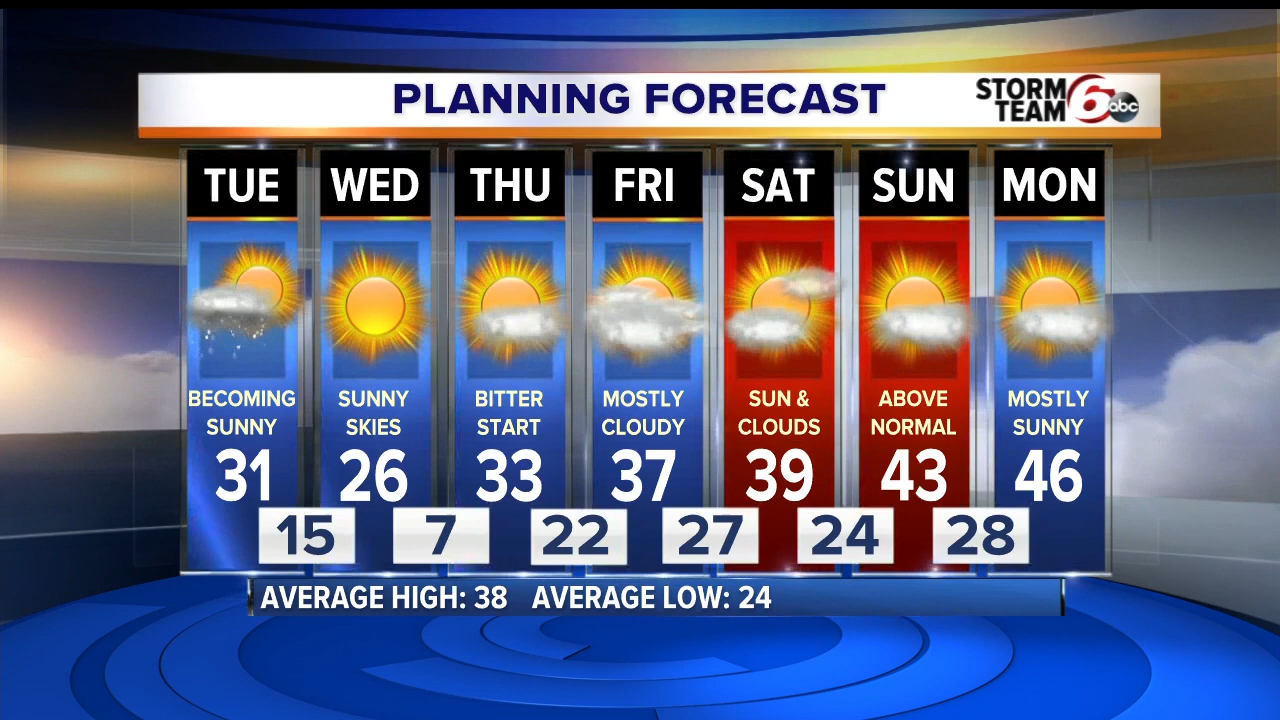 PLANNING FORECAST
STORM
TEAM
6
abc
TUE WED THU FRI SAT SUN MON
BECOMING SUNNY BITTER MOSTLY SUN & ABOVE MOSTLY
SUNNY SKIES START CLOUDY CLOUDS NORMAL SUNNY
31 26 33 37 39 43 46
15 7 22 27 24 28
AVERAGE HIGH: 38 AVERAGE LOW: 24